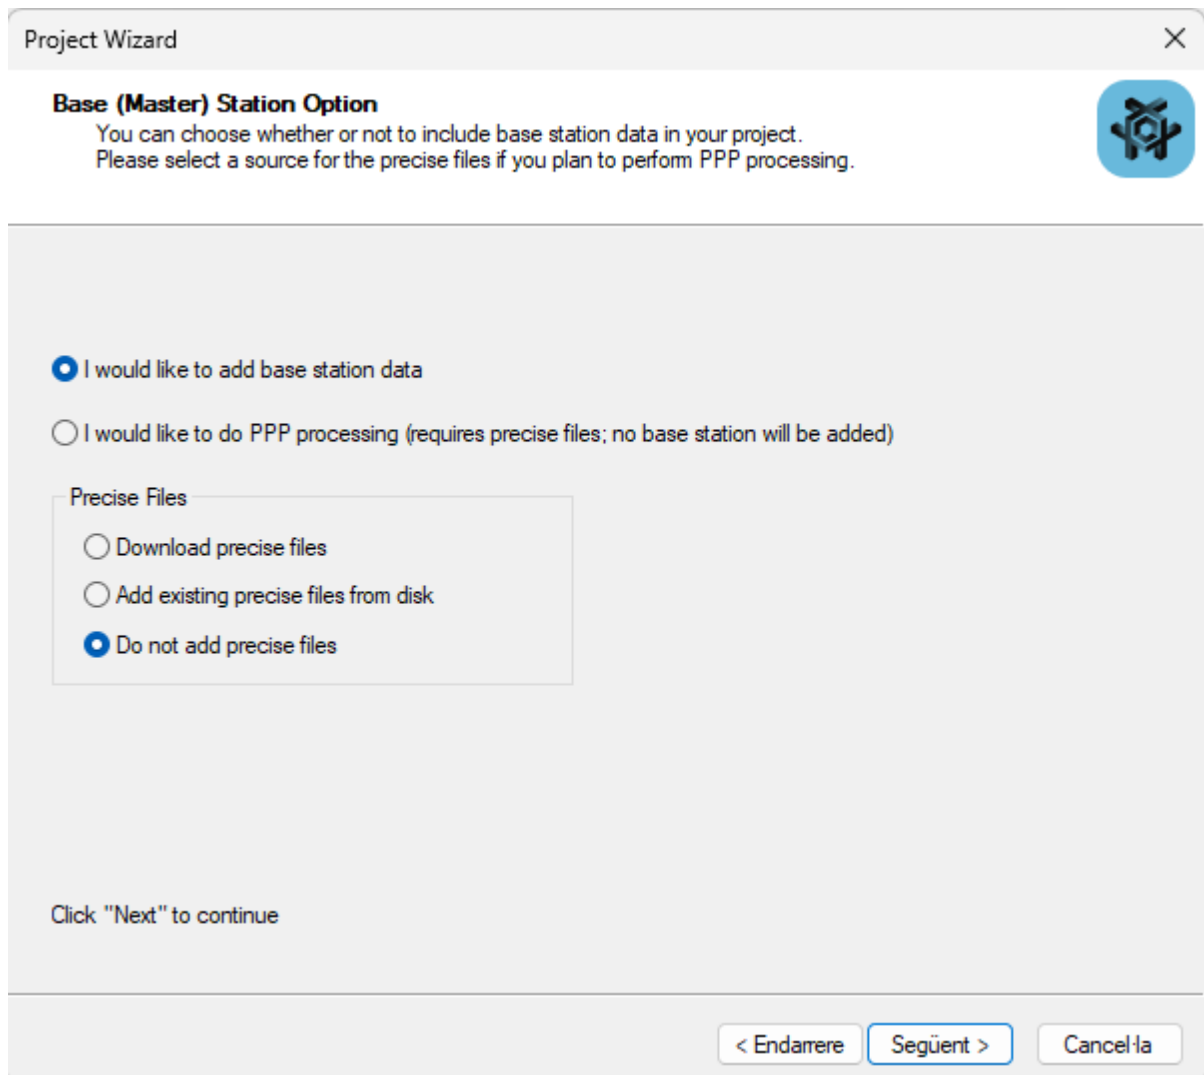 Project Wizard
Base (Master) Station Option
You can choose whether or not to include base station data in your project.
Please select a source for the precise files if you plan to perform PPP processing.
I would like to add base station data
I would like to do PPP processing (requires precise files; no base station will be added)
Precise Files
Download precise files
Add existing precise files from disk
Do not add precise files
Click "Next" to continue
< Endarrere
Següent >
Cancel·la